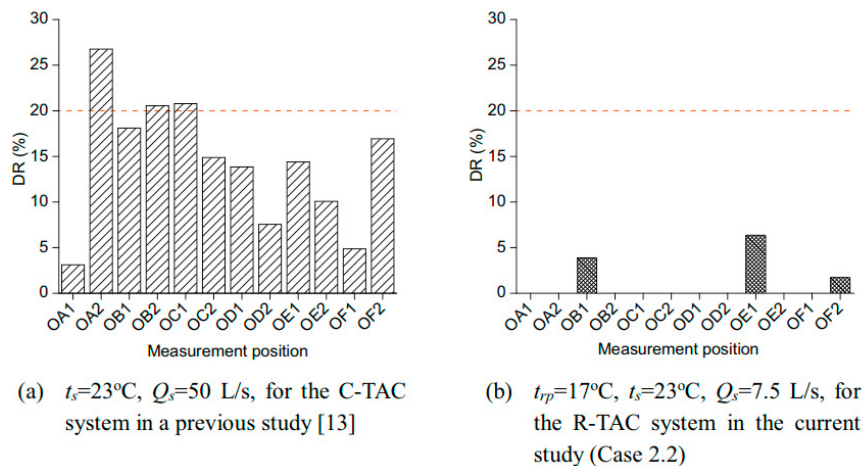 30
25
20
15
10
5
0
DR (%)
OA1 OA2 OB1 OB2 OC1 OC2 OD1 OD2 OE1 OE2 OF1 OF2
Measurement position
(a) tₛ=23°C, Qₛ=50 L/s, for the C-TAC
system in a previous study [13]
30
25
20
15
10
5
0
DR (%)
OA1 OA2 OB1 OB2 OC1 OC2 OD1 OD2 OE1 OE2 OF1 OF2
Measurement position
(b) trp=17°C, tₛ=23°C, Qₛ=7.5 L/s, for
the R-TAC system in the current
study (Case 2.2)